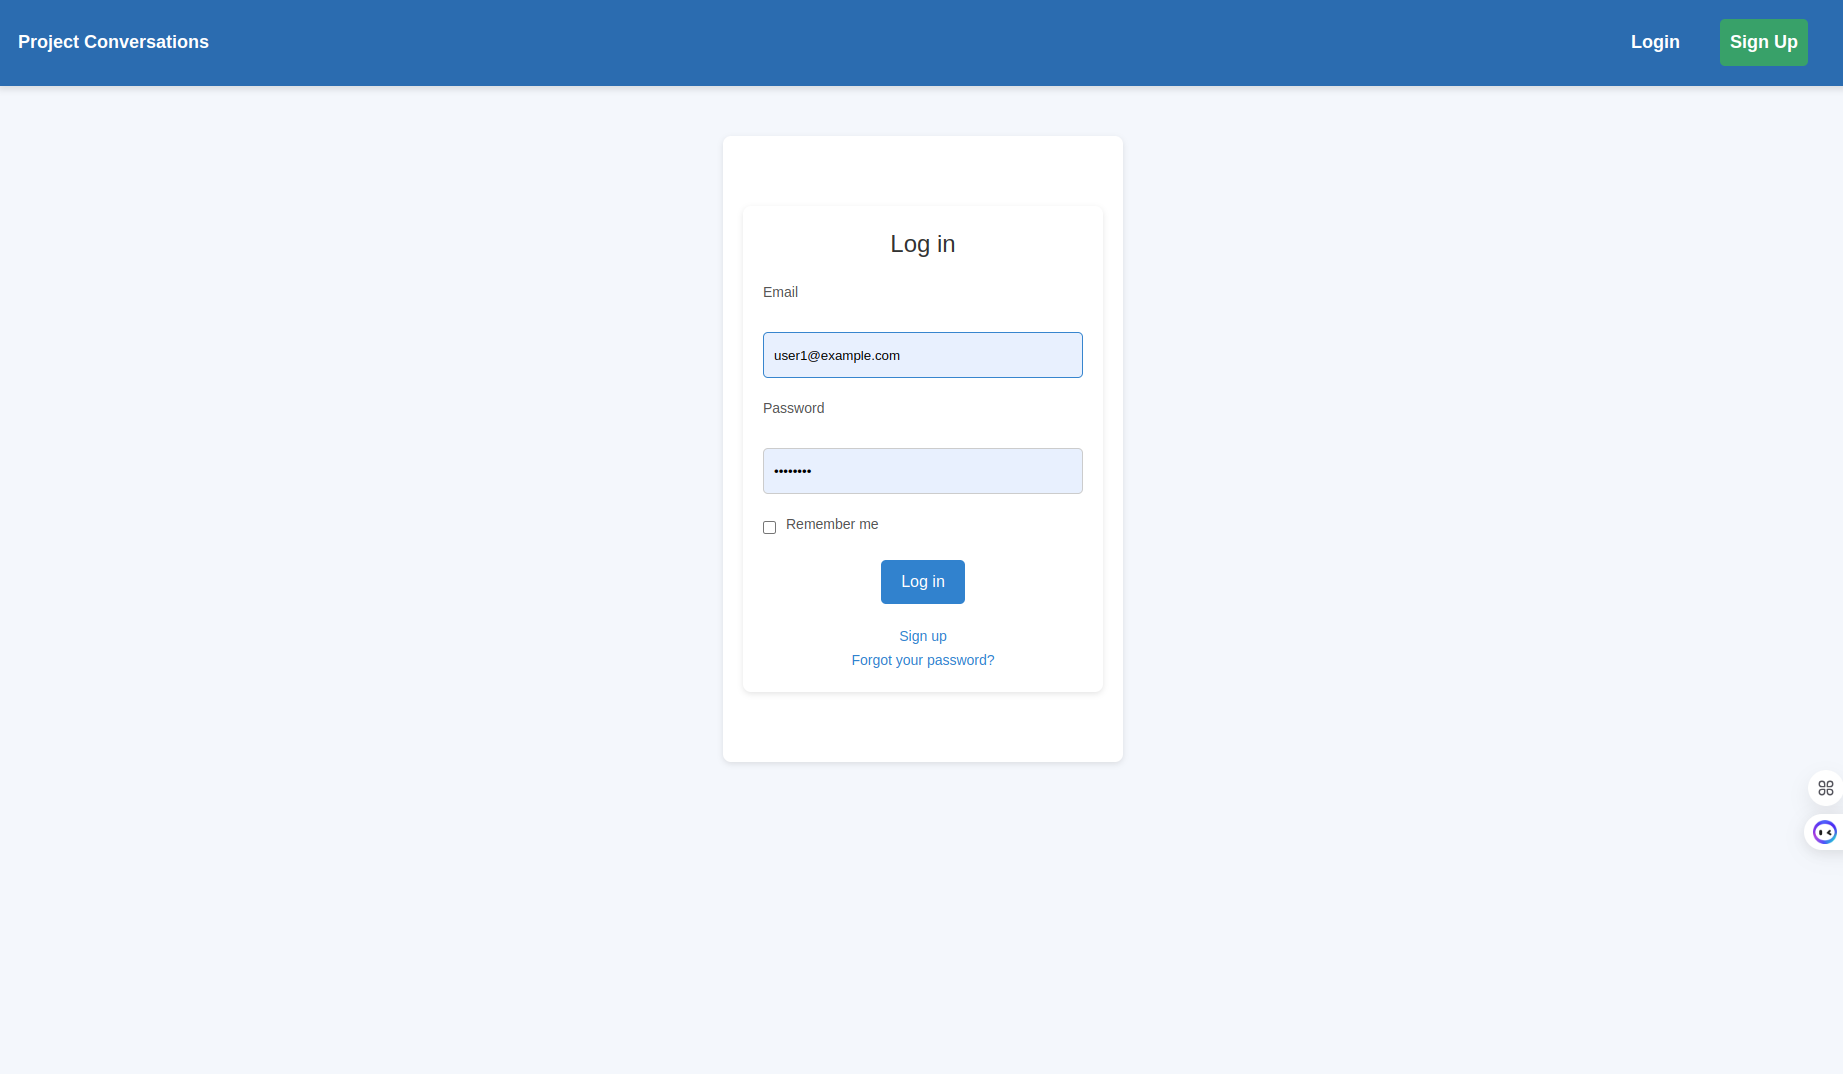 Project Conversations
Login
Sign Up
Log in
Email
user1@example.com
Password
••••••••
Remember me
Log in
Sign up
Forgot your password?